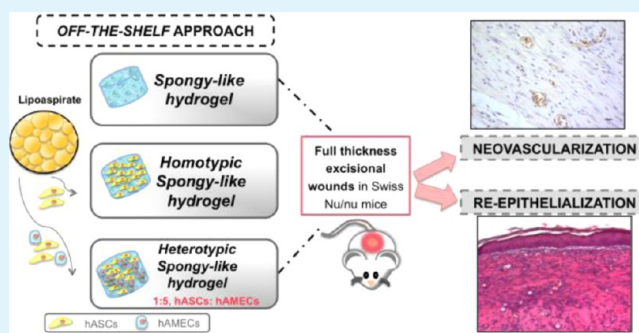 OFF-THE-SHELF APPROACH
Lipoaspirate
Spongy-like
hydrogel
Homotypic
Spongy-like
hydrogel
Heterotypic
Spongy-like
hydrogel
1:5, hASCs: hAMECs
hASCs
hAMECs
Full thickness
excisional
wounds in Swiss
Nu/nu mice
NEOVASCULARIZATION
RE-EPITHELIALIZATION